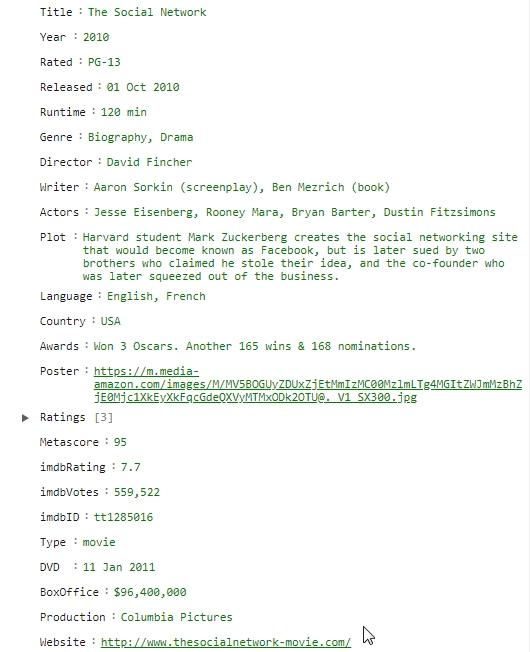 Title : The Social Network
Year : 2010
Rated : PG-13
Released : 01 Oct 2010
Runtime : 120 min
Genre : Biography, Drama
Director : David Fincher
Writer : Aaron Sorkin (screenplay), Ben Mezrich (book)
Actors : Jesse Eisenberg, Rooney Mara, Bryan Barter, Dustin Fitzsimons
Plot : Harvard student Mark Zuckerberg creates the social networking site
that would become known as Facebook, but is later sued by two
brothers who claimed he stole their idea, and the co-founder who
was later squeezed out of the business.
Language : English, French
Country : USA
Awards : Won 3 Oscars. Another 165 wins & 168 nominations.
Poster : https://m.media-
amazon.com/images/M/MV5BOGUyZDUxZjEtMmIzMC00MzlmLTg4MGItZWJmMzBhZ
jE0Mjc1XkEyXkFqcGdeQXVyMTMxODk2OTU@._V1_SX300.jpg
Ratings [3]
Metascore : 95
imdbRating : 7.7
imdbVotes : 559,522
imdbID : tt1285016
Type : movie
DVD : 11 Jan 2011
BoxOffice : $96,400,000
Production : Columbia Pictures
Website : http://www.thesocialnetwork-movie.com/